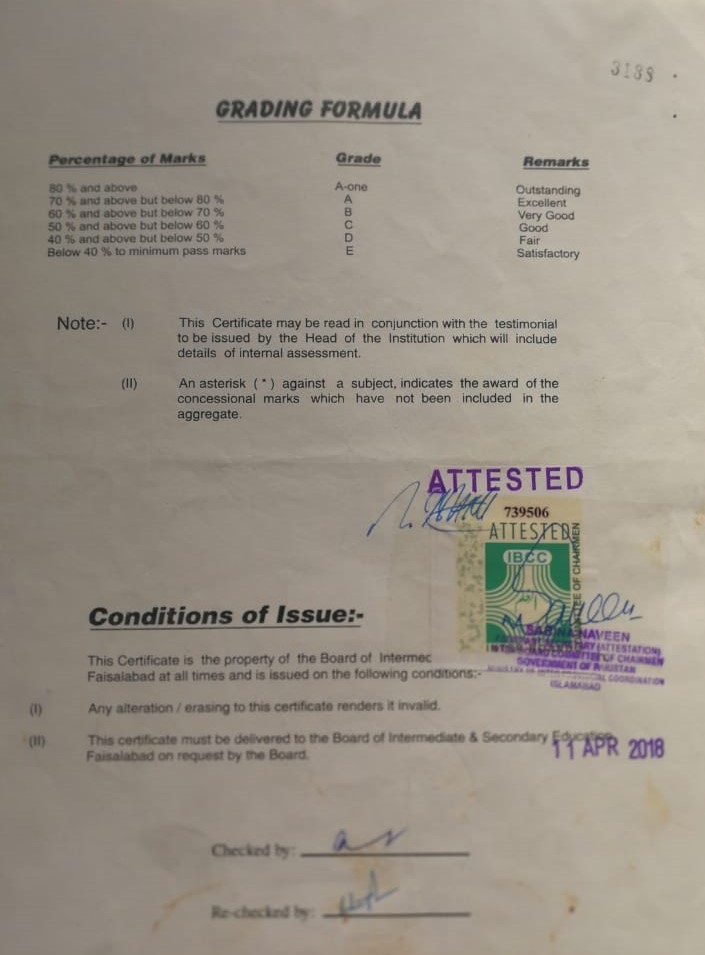 3188
GRADING FORMULA
Percentage of Marks Grade Remarks
80 % and above A-one Outstanding
70 % and above but below 80 % A Excellent
60 % and above but below 70 % B Very Good
50 % and above but below 60 % C Good
40 % and above but below 50 % D Fair
Below 40 % to minimum pass marks E Satisfactory
Note:- (I) This Certificate may be read in conjunction with the testimonial
to be issued by the Head of the Institution which will include
details of internal assessment.
(II) An asterisk ( * ) against a subject, indicates the award of the
concessional marks which have not been included in the
aggregate.
ATTESTED
739506
ATTESTED
IBCC
OF CHAIRMEN
SABINA NAVEEN
(ATTESTATION)
COMMITTEE OF CHAIRMEN
GOVERNMENT OF PAKISTAN
COORDINATION
ISLAMABAD
Conditions of Issue:-
This Certificate is the property of the Board of Intermec
Faisalabad at all times and is issued on the following conditions:-
(I) Any alteration / erasing to this certificate renders it invalid.
(II) This certificate must be delivered to the Board of Intermediate & Secondary Education,
Faisalabad on request by the Board.
11 APR 2018
Checked by:
Re-checked by: